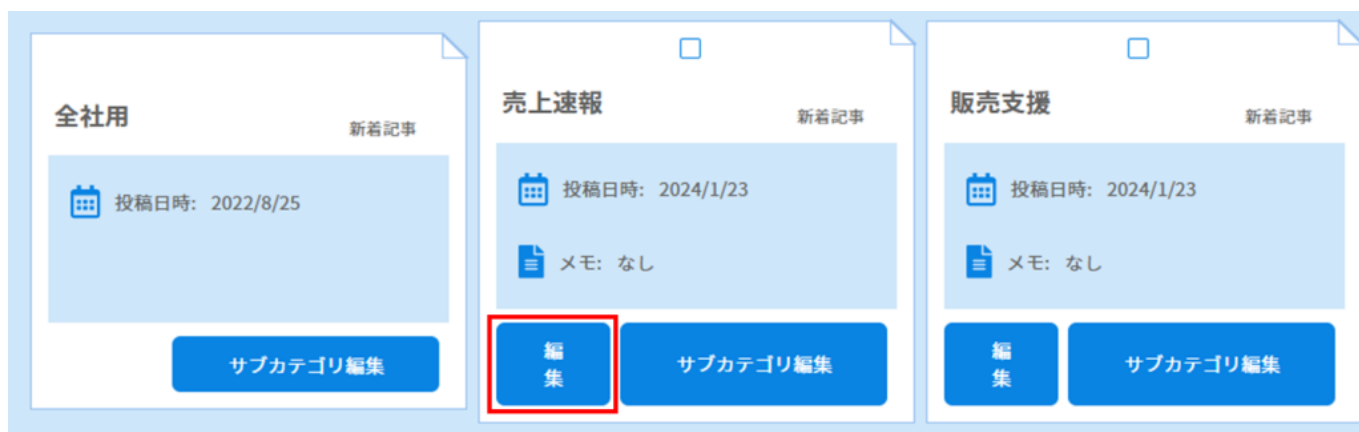 全社用
新着記事
投稿日時: 2022/8/25
サブカテゴリ編集
売上速報
新着記事
投稿日時: 2024/1/23
メモ: なし
編
集
サブカテゴリ編集
販売支援
新着記事
投稿日時: 2024/1/23
メモ: なし
編
集
サブカテゴリ編集